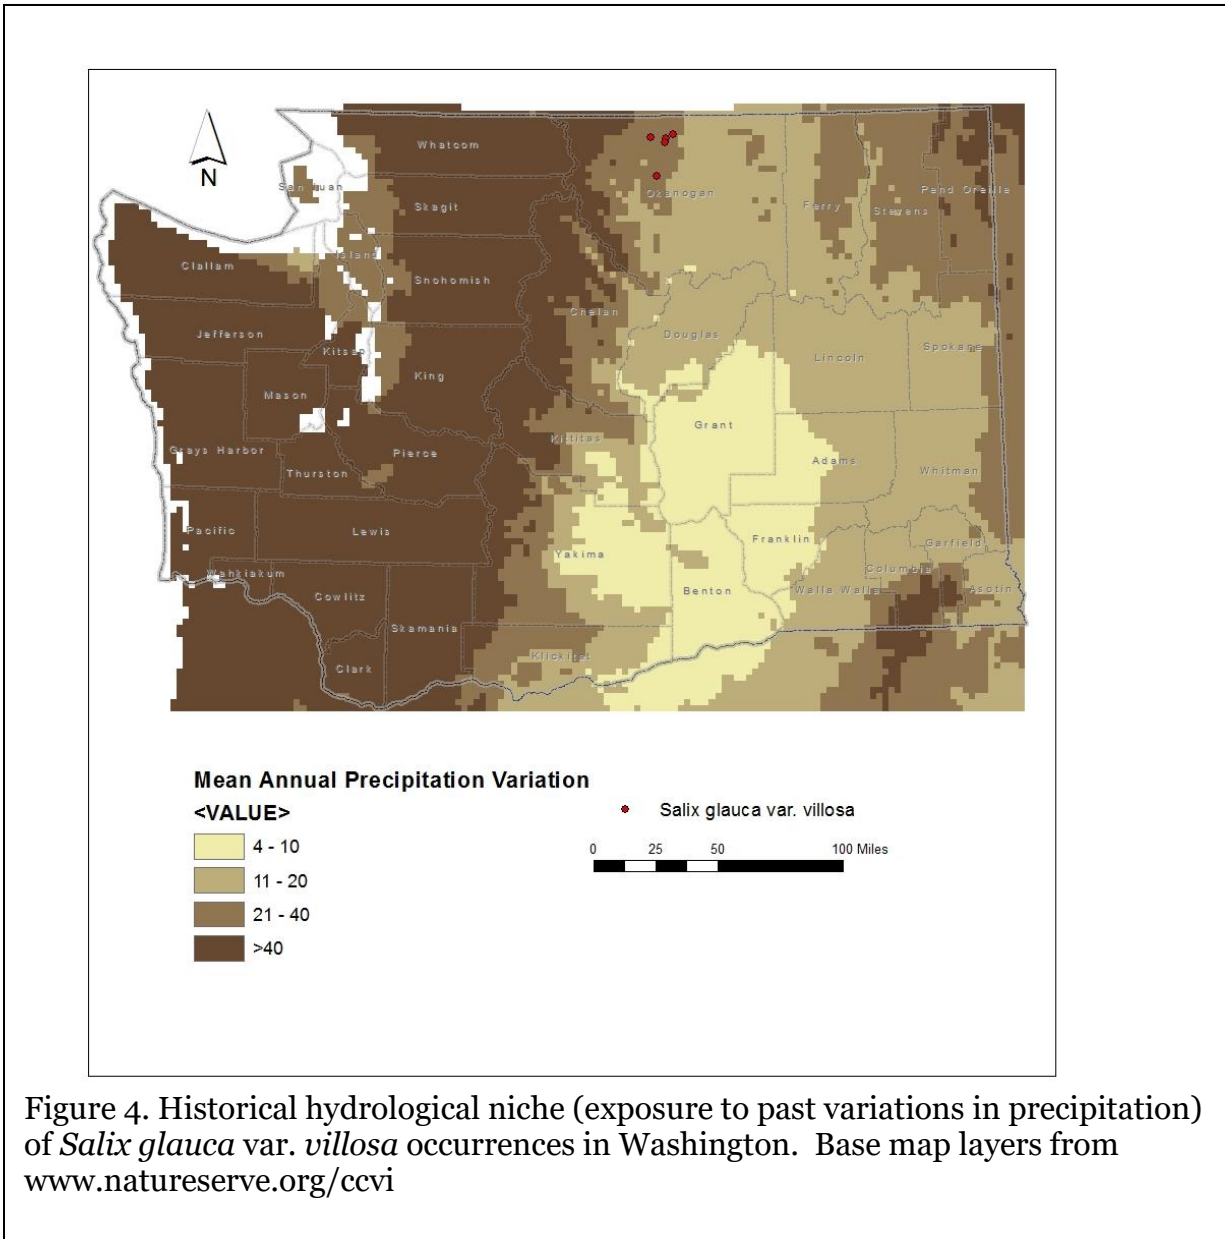 N
Whatcom
San Juan
Skagit
Okanogan
Ferry
Stevens
Pend Oreille
Island
Clallam
Snohomish
Chelan
Jefferson
Douglas
Kitsap
Lincoln
Spokane
King
Mason
Grant
Kittitas
Grays Harbor
Pierce
Adams
Thurston
Whitman
Pacific
Lewis
Franklin
Garfield
Yakima
Wahkiakum
Columbia
Cowlitz
Benton
Walla Walla
Asotin
Skamania
Klickitat
Clark
Mean Annual Precipitation Variation
<VALUE>
4 - 10
11 - 20
21 - 40
>40
Salix glauca var. villosa
0 25 50 100 Miles
Figure 4. Historical hydrological niche (exposure to past variations in precipitation)
of Salix glauca var. villosa occurrences in Washington.  Base map layers from
www.natureserve.org/ccvi